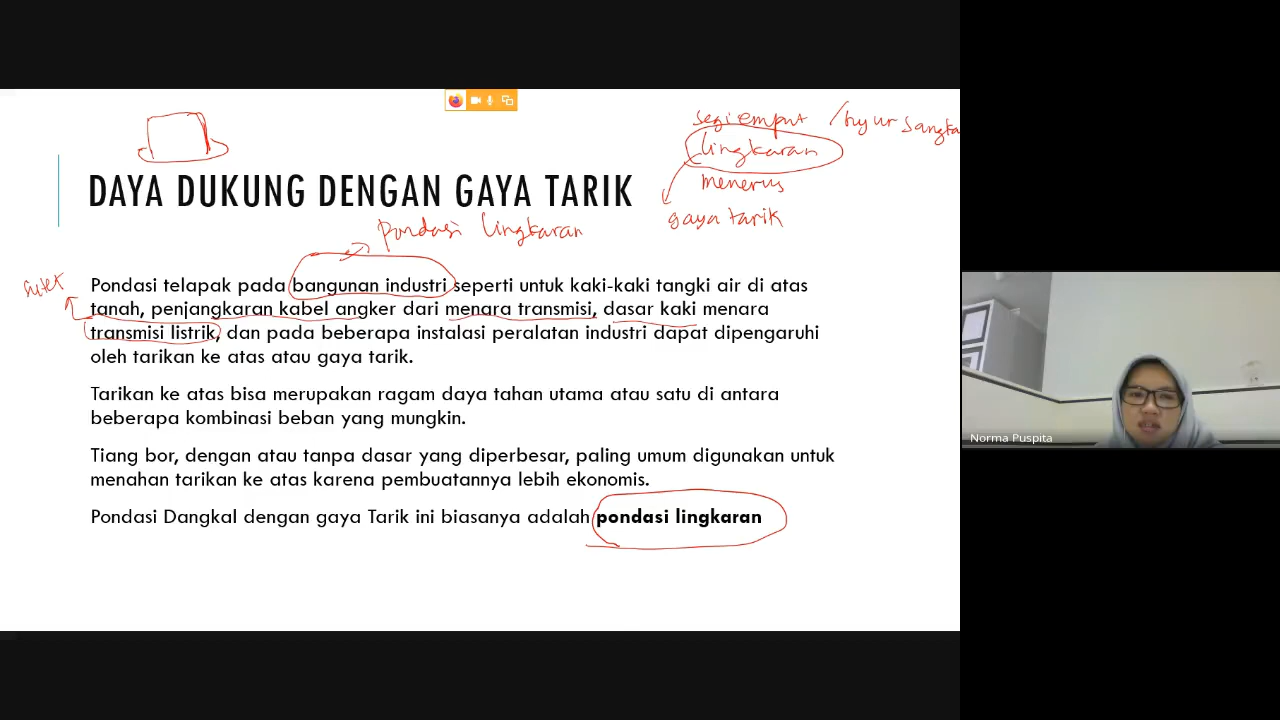 segi empat / bujur sangka
lingkaran
menerus
gaya tarik
DAYA DUKUNG DENGAN GAYA TARIK
pondasi lingkaran
Pondasi telapak pada bangunan industri seperti untuk kaki-kaki tangki air di atas
tanah, penjangkaran kabel angker dari menara transmisi, dasar kaki menara
transmisi listrik, dan pada beberapa instalasi peralatan industri dapat dipengaruhi
oleh tarikan ke atas atau gaya tarik.
Sutet
Tarikan ke atas bisa merupakan ragam daya tahan utama atau satu di antara
beberapa kombinasi beban yang mungkin.
Tiang bor, dengan atau tanpa dasar yang diperbesar, paling umum digunakan untuk
menahan tarikan ke atas karena pembuatannya lebih ekonomis.
Pondasi Dangkal dengan gaya Tarik ini biasanya adalah pondasi lingkaran
Norma Puspita